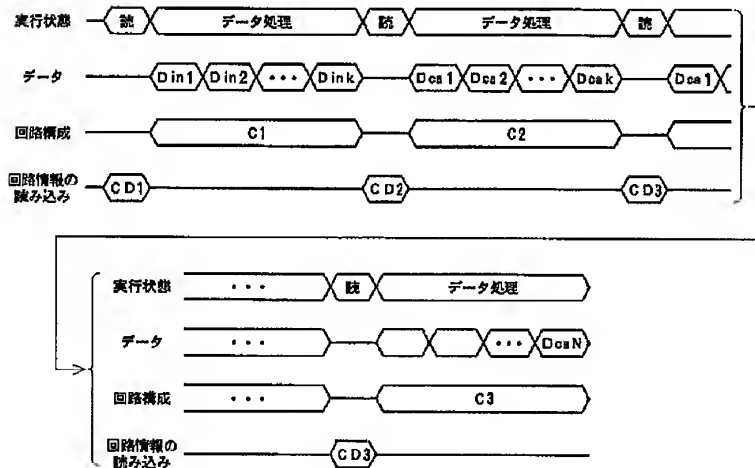 実行状態 読 データ処理 読 データ処理 読
データ Din1 Din2 ・・・ Dink Dca1 Dca2 ・・・ Dcak Dca1
回路構成 C1 C2
回路情報の
読み込み CD1 CD2 CD3
実行状態 ・・・ 読 データ処理
データ ・・・ ・・・ DcaN
回路構成 ・・・ C3
回路情報の
読み込み CD3